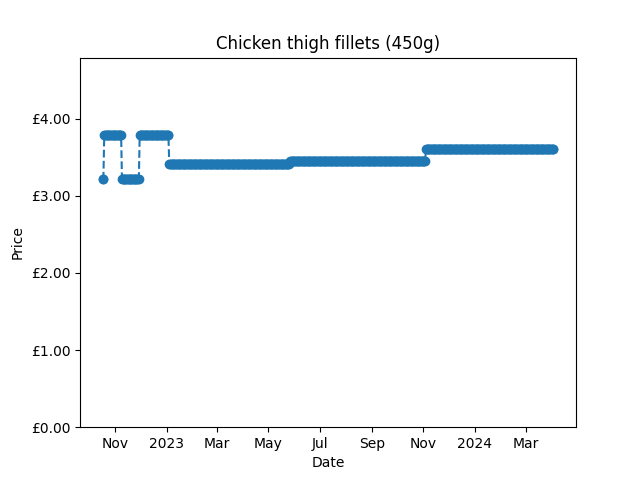 Chicken thigh fillets (450g)
£4.00
£3.00
£2.00
£1.00
£0.00
Price
Nov 2023 Mar May Jul Sep Nov 2024 Mar
Date